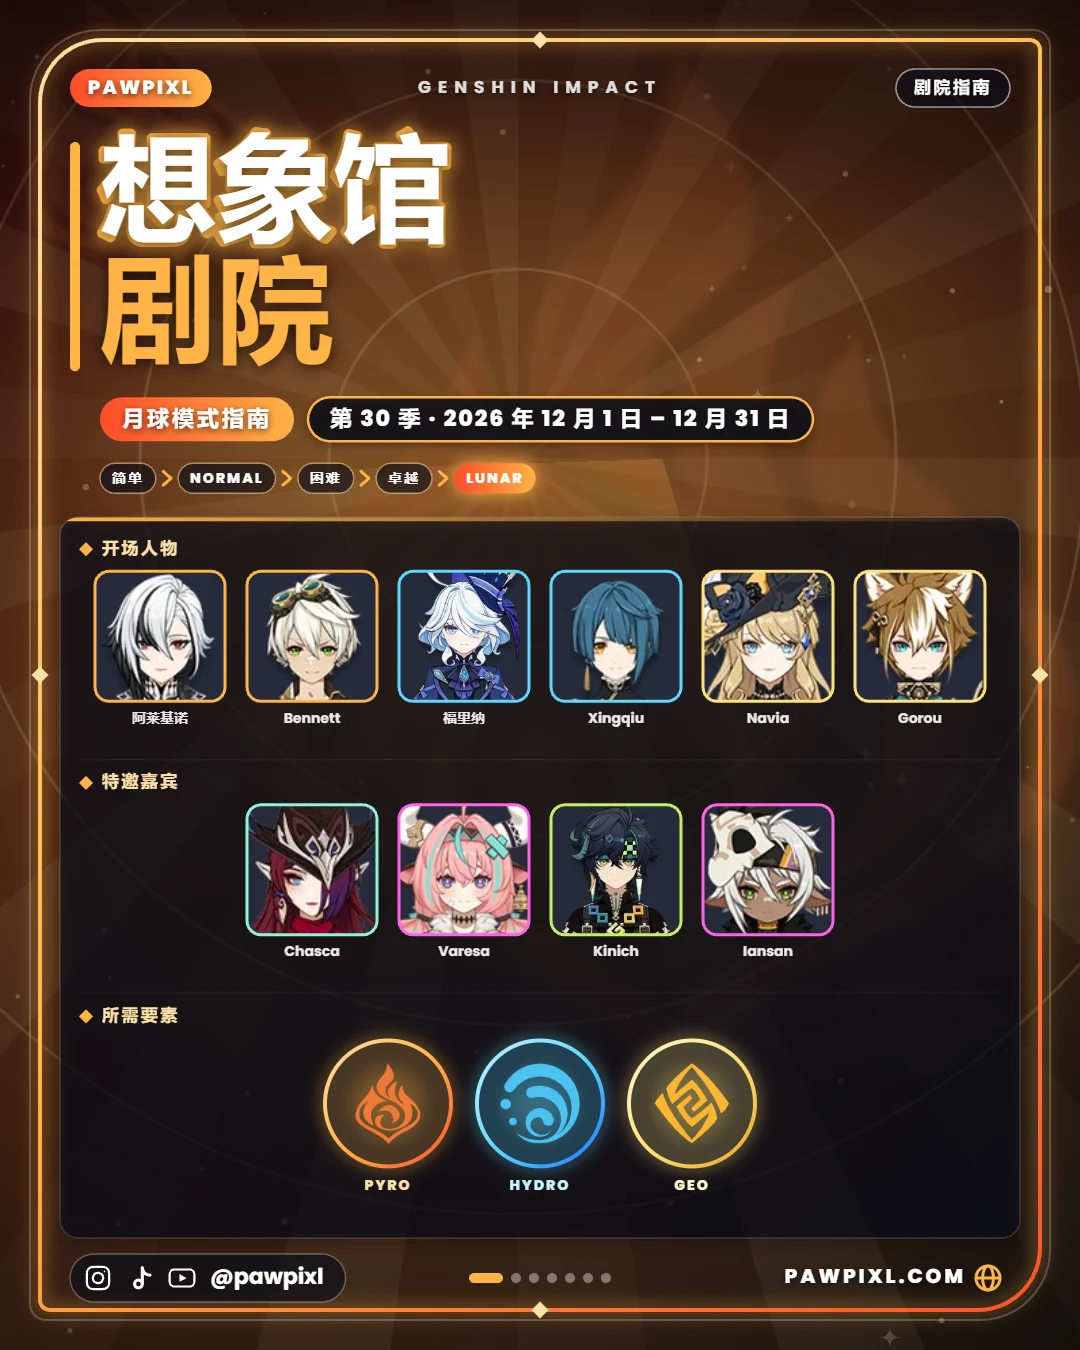 PAWPIXL
GENSHIN IMPACT
剧院指南
想象馆
剧院
月球模式指南
第 30 季 · 2026 年 12 月 1 日 – 12 月 31 日
简单
NORMAL
困难
卓越
LUNAR
开场人物
阿莱基诺
Bennett
福里纳
Xingqiu
Navia
Gorou
特邀嘉宾
Chasca
Varesa
Kinich
Iansan
所需要素
PYRO
HYDRO
GEO
@pawpixl
PAWPIXL.COM